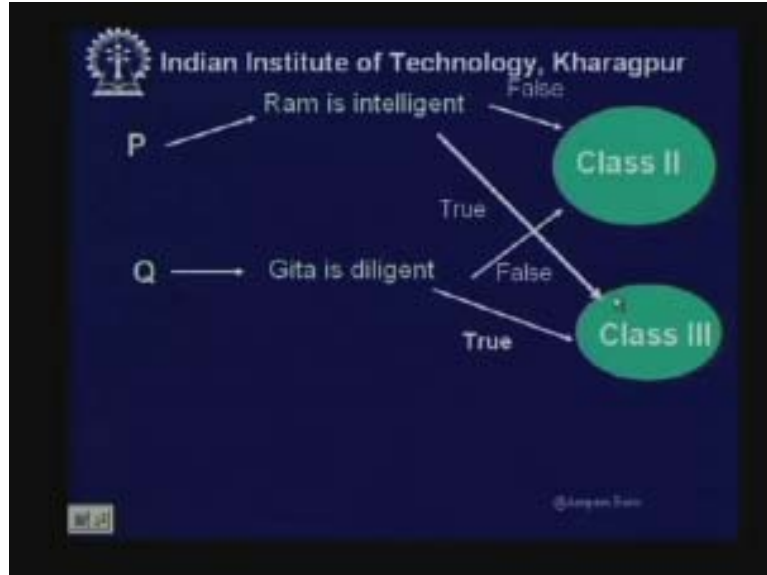 Indian Institute of Technology, Kharagpur
Ram is intelligent
False
P
Class II
True
Q
Gita is diligent
False
True
Class III